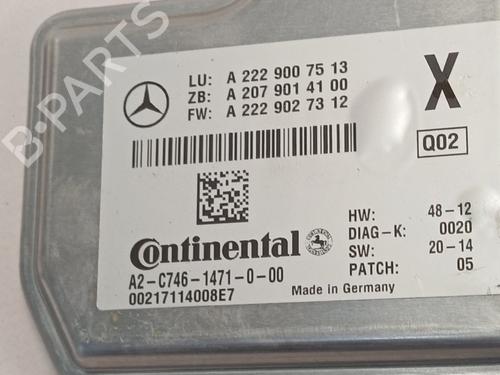 LU: A 222 900 75 13
ZB: A 207 901 41 00
FW: A 222 902 73 12
X
Q02
Continental
HW: 48-12
DIAG-K: 0020
SW: 20-14
PATCH: 05
A2-C746-1471-0-00
00217114008E7
Made in Germany